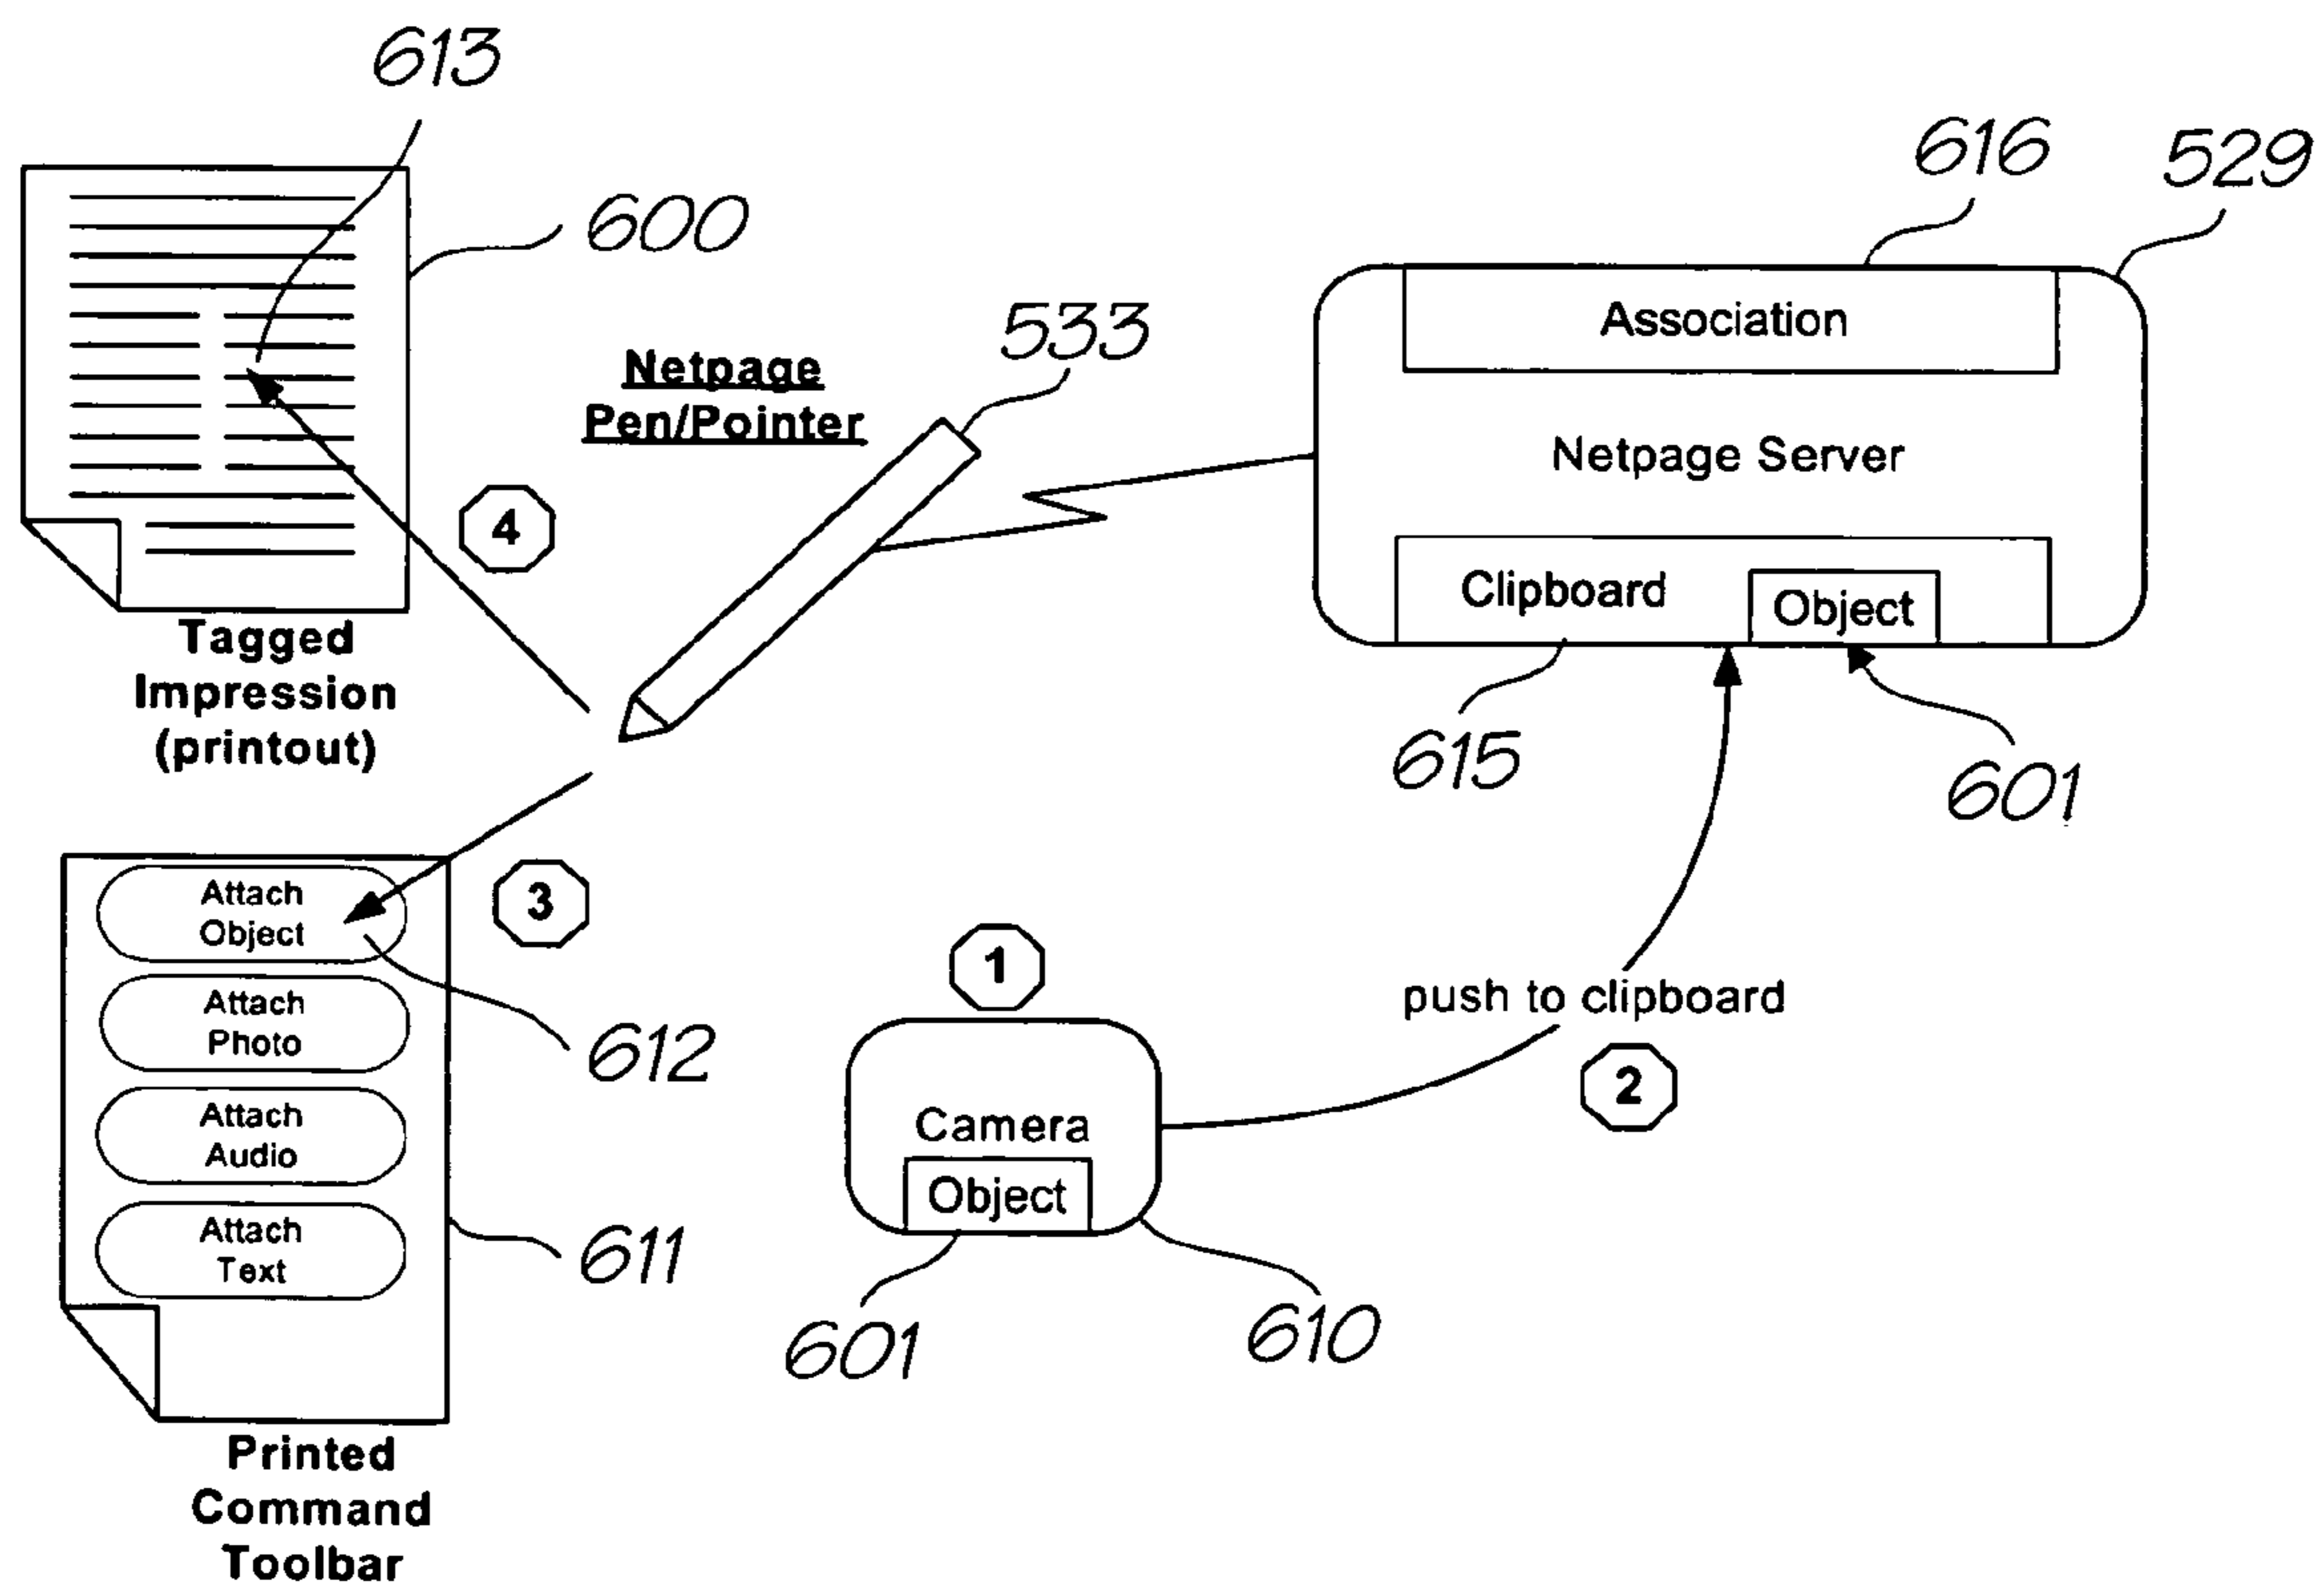 613
616
529
600
Association
533
Netpage
Pen/Pointer
Netpage Server
4
Clipboard
Object
Tagged
Impression
(printout)
615
601
Attach
Object
3
1
push to clipboard
Attach
Photo
612
2
Attach
Audio
Camera
Object
Attach
Text
611
601
610
Printed
Command
Toolbar